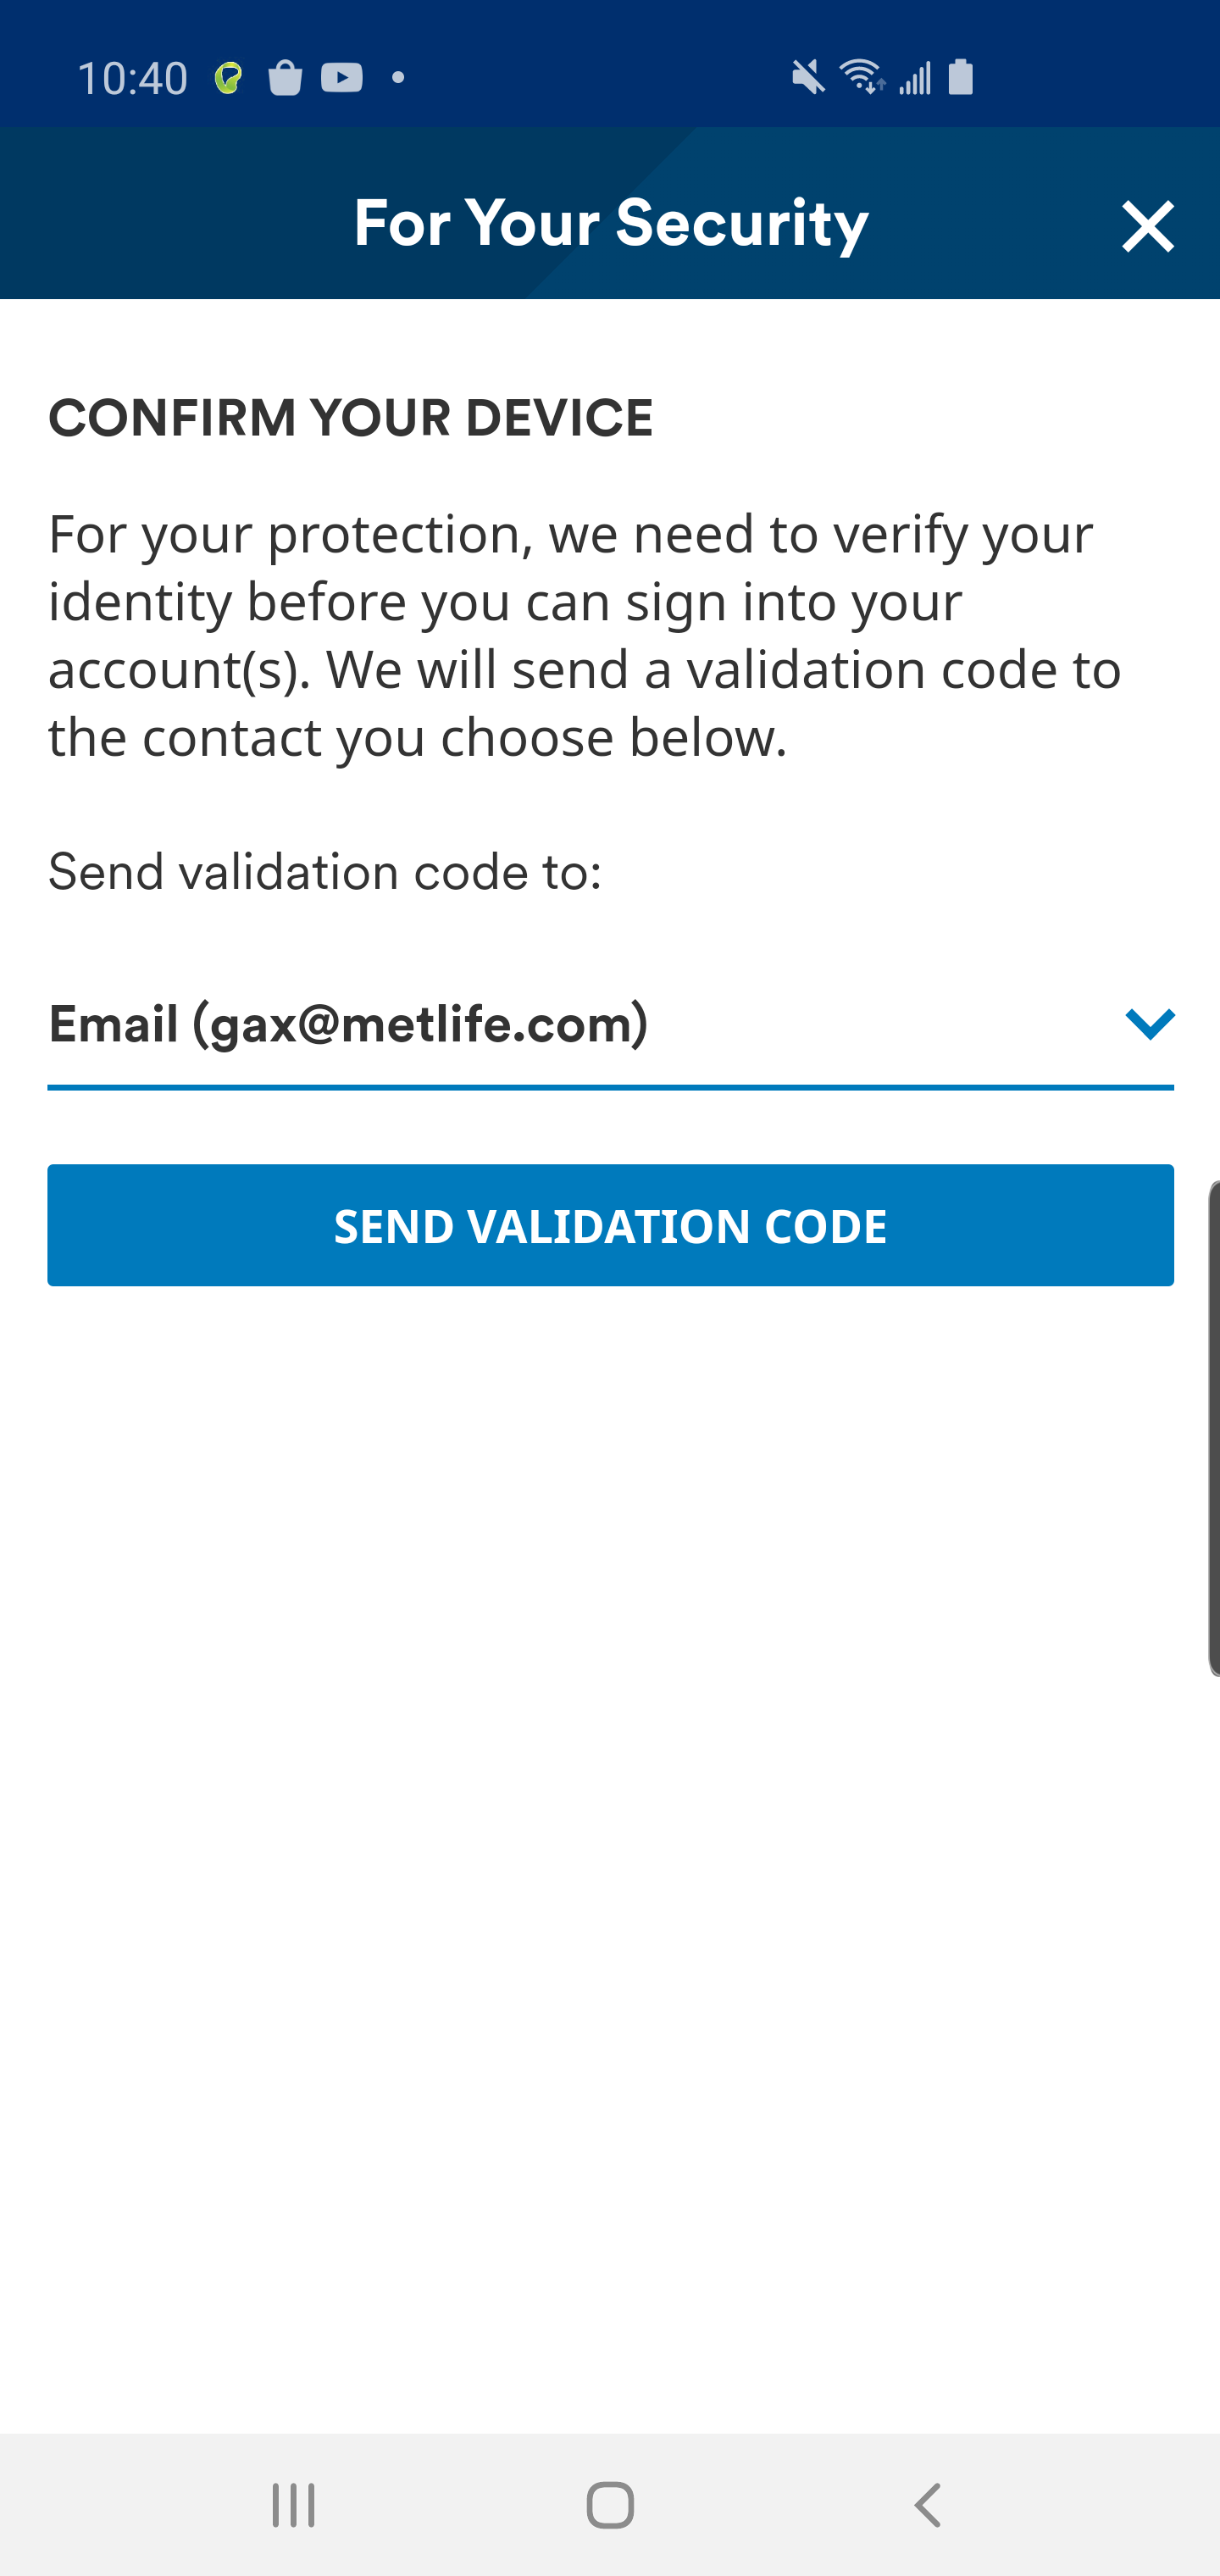 10:40
For Your Security
CONFIRM YOUR DEVICE
For your protection, we need to verify your
identity before you can sign into your
account(s). We will send a validation code to
the contact you choose below.
Send validation code to:
Email (gax@metlife.com)
SEND VALIDATION CODE